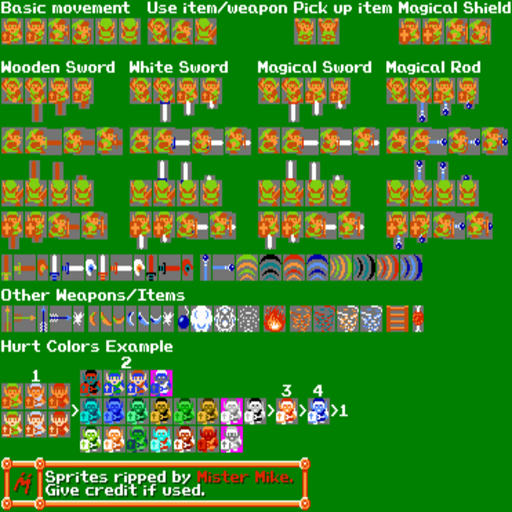 Basic movement Use item/weapon Pick up item Magical Shield
Wooden Sword White Sword Magical Sword Magical Rod
Other Weapons/Items
Hurt Colors Example
1 2 3 4
>1
Sprites ripped by Mister Mike.
Give credit if used.